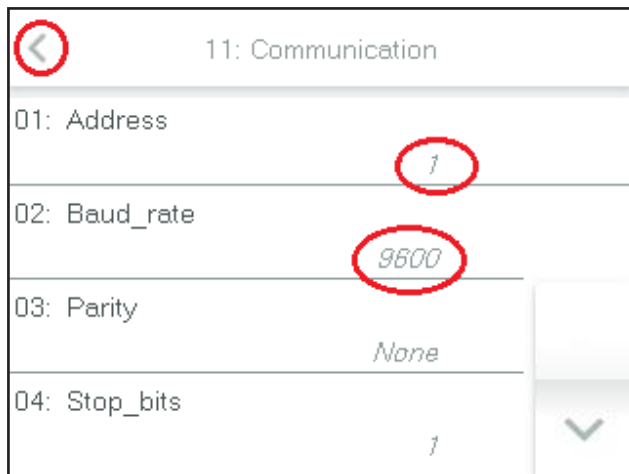 11: Communication
01: Address
1
02: Baud_rate
9600
03: Parity
None
04: Stop_bits
1